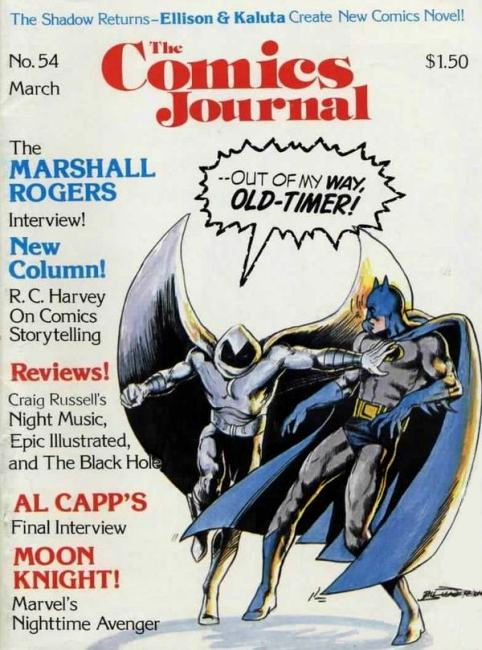 The Shadow Returns–Ellison & Kaluta Create New Comics Novel!
No. 54
March
The
Comics
Journal
$1.50
The
MARSHALL
ROGERS
Interview!
New
Column!
R. C. Harvey
On Comics
Storytelling
Reviews!
Craig Russell's
Night Music,
Epic Illustrated,
and The Black Hole
AL CAPP'S
Final Interview
MOON
KNIGHT!
Marvel's
Nighttime Avenger
--OUT OF MY WAY,
OLD-TIMER!